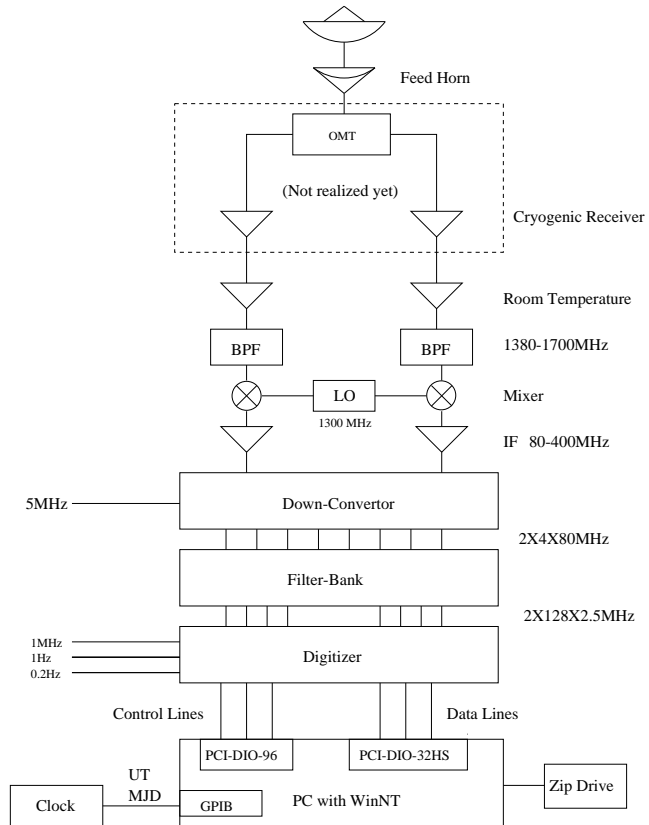 Feed Horn
OMT
(Not realized yet)
Cryogenic Receiver
Room Temperature
BPF
BPF
1380-1700MHz
LO
Mixer
1300 MHz
IF 80-400MHz
5MHz
Down-Convertor
2X4X80MHz
Filter-Bank
2X128X2.5MHz
1MHz
1Hz
0.2Hz
Digitizer
Control Lines
Data Lines
PCI-DIO-96
PCI-DIO-32HS
UT
MJD
Clock
GPIB
PC with WinNT
Zip Drive